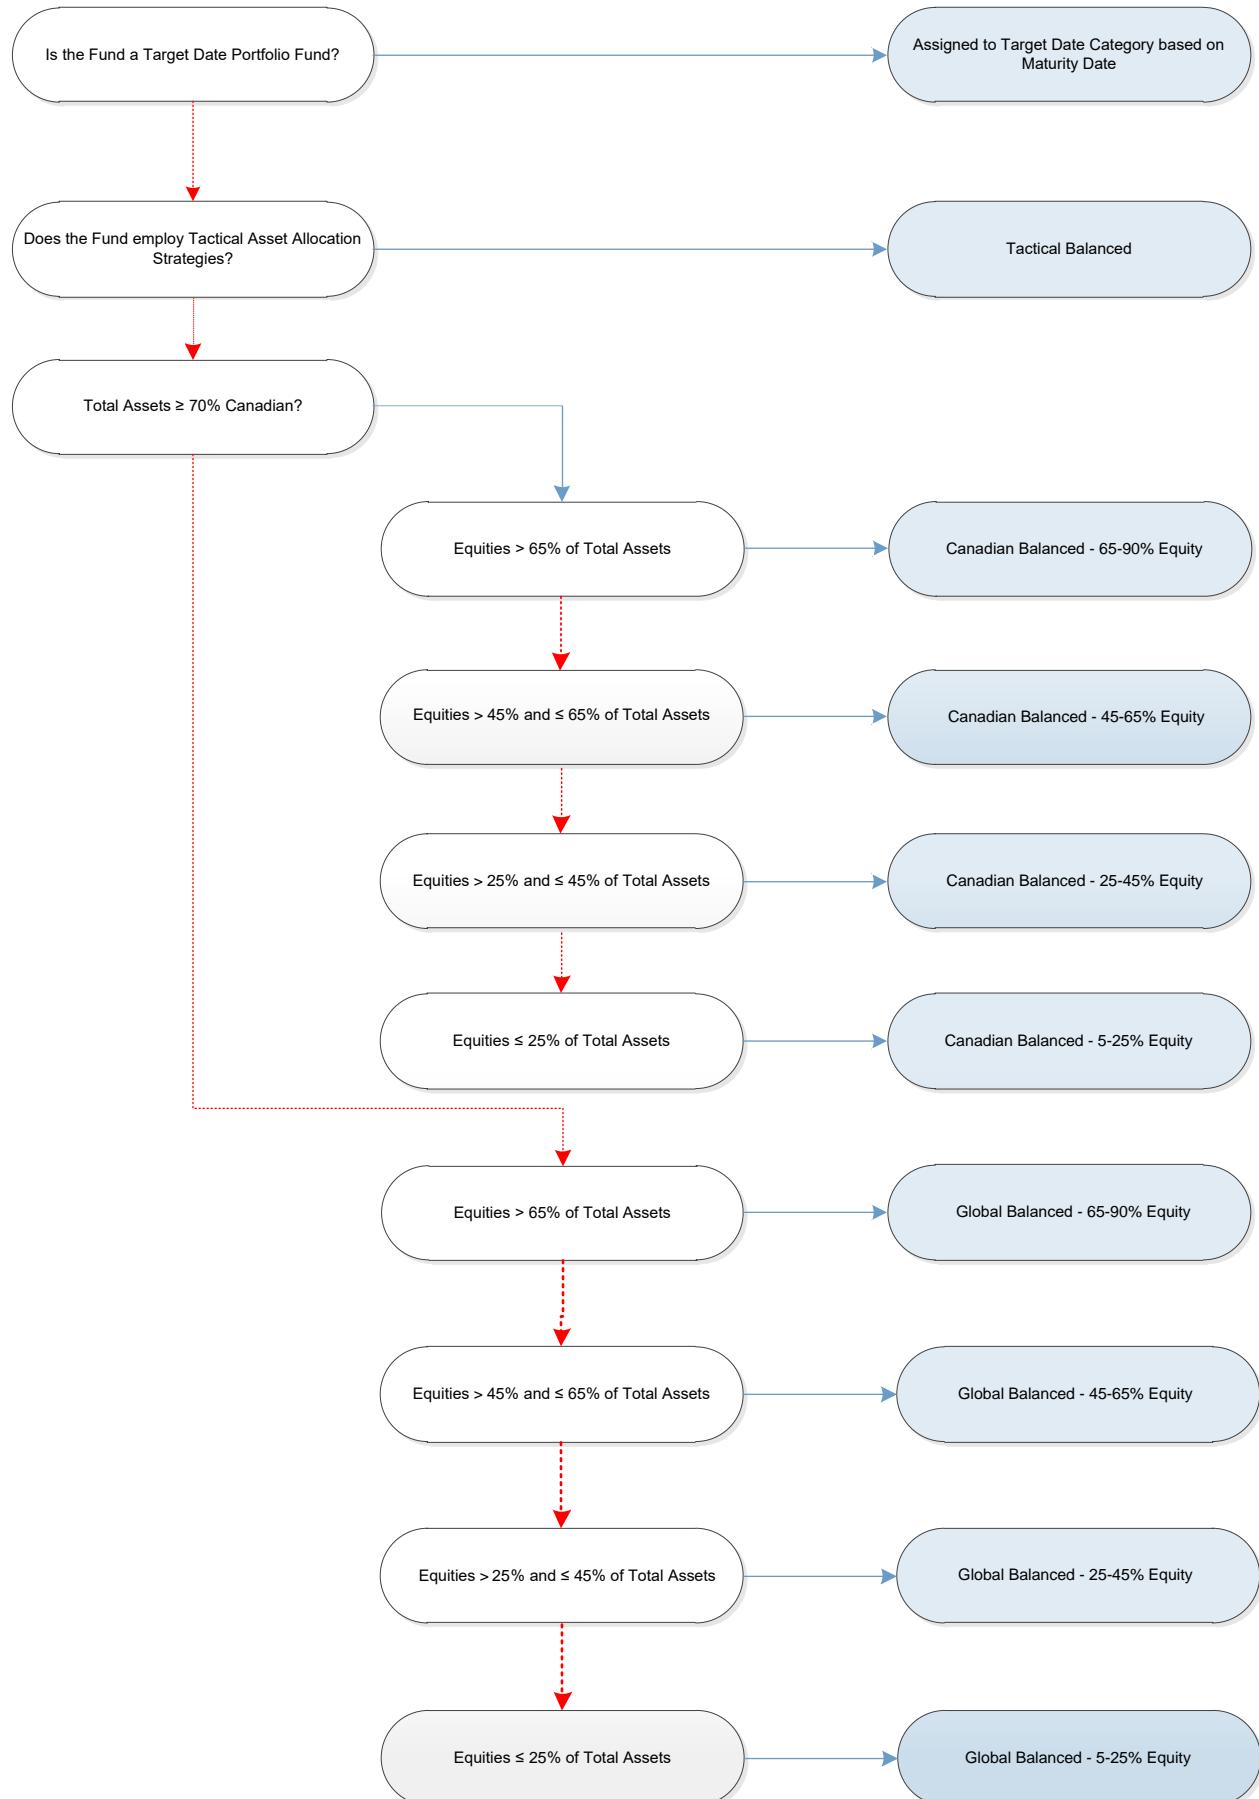 Is the Fund a Target Date Portfolio Fund?
Assigned to Target Date Category based on
Maturity Date
Does the Fund employ Tactical Asset Allocation
Strategies?
Tactical Balanced
Total Assets ≥ 70% Canadian?
Equities > 65% of Total Assets
Canadian Balanced - 65-90% Equity
Equities > 45% and ≤ 65% of Total Assets
Canadian Balanced - 45-65% Equity
Equities > 25% and ≤ 45% of Total Assets
Canadian Balanced - 25-45% Equity
Equities ≤ 25% of Total Assets
Canadian Balanced - 5-25% Equity
Equities > 65% of Total Assets
Global Balanced - 65-90% Equity
Equities > 45% and ≤ 65% of Total Assets
Global Balanced - 45-65% Equity
Equities > 25% and ≤ 45% of Total Assets
Global Balanced - 25-45% Equity
Equities ≤ 25% of Total Assets
Global Balanced - 5-25% Equity